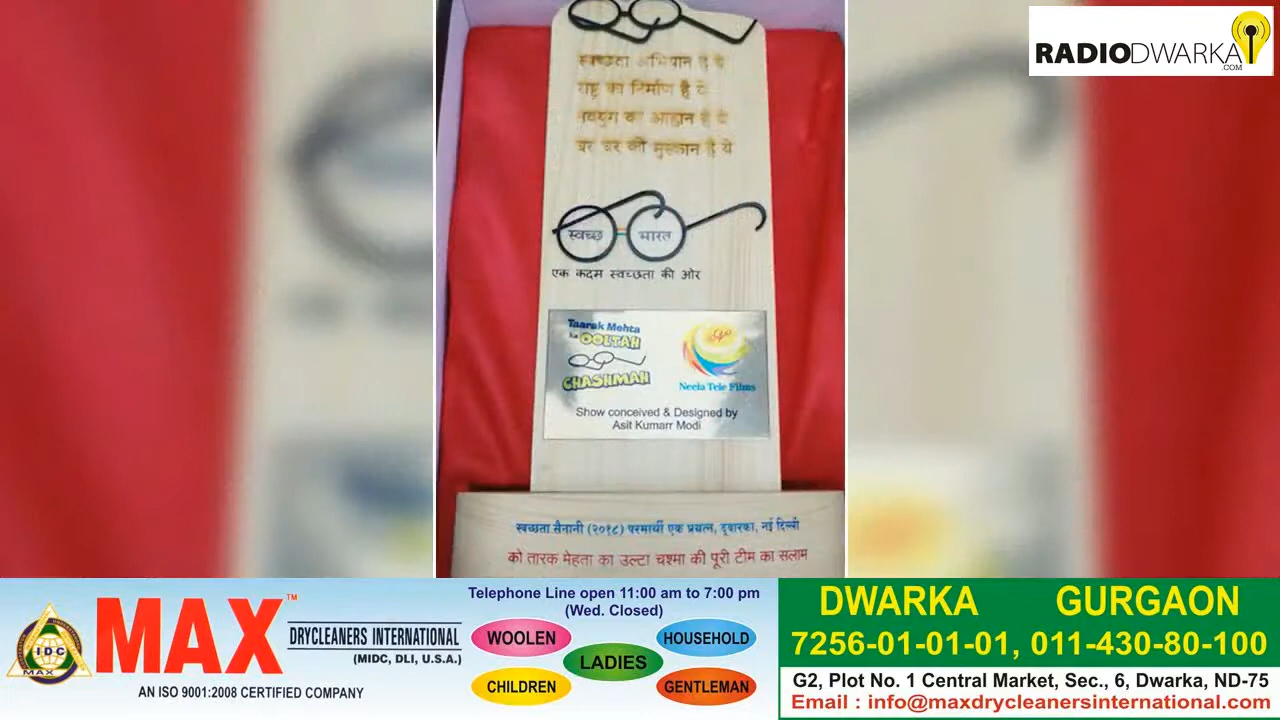 RADIODWARKA
.COM
स्वच्छता अभियान है ये
राष्ट्र का निर्माण है ये
नवयुग का आह्वान है ये
घर घर की मुस्कान है ये
स्वच्छ भारत
एक कदम स्वच्छता की ओर
Taarak Mehta
Ka OOLTAH
CHASHMAH
Neela Tele Films
Show conceived & Designed by
Asit Kumarr Modi
स्वच्छता सैनानी (२०१८) परमार्थी एक प्रयत्न, द्वारका, नई दिल्ली
को तारक मेहता का उल्टा चश्मा की पूरी टीम का सलाम
IDC
MAX
MAX™
DRYCLEANERS INTERNATIONAL
(MIDC, DLI, U.S.A.)
AN ISO 9001:2008 CERTIFIED COMPANY
Telephone Line open 11:00 am to 7:00 pm
(Wed. Closed)
WOOLEN
HOUSEHOLD
LADIES
CHILDREN
GENTLEMAN
DWARKA GURGAON
7256-01-01-01, 011-430-80-100
G2, Plot No. 1 Central Market, Sec., 6, Dwarka, ND-75
Email : info@maxdrycleanersinternational.com